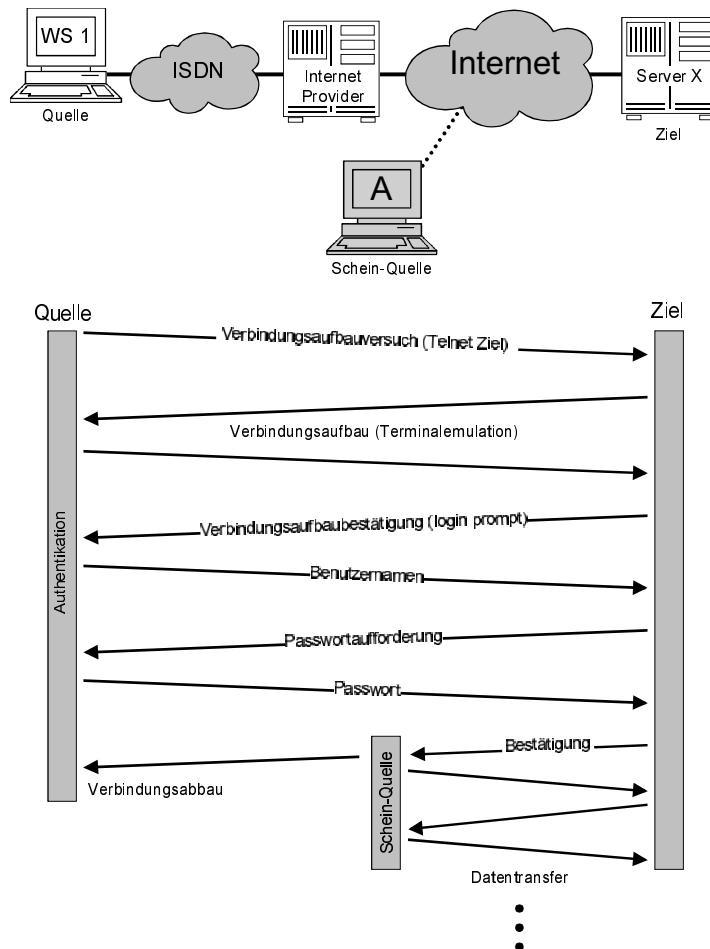 WS 1
ISDN
Internet
Provider
Internet
Server X
Quelle
Ziel
A
Schein-Quelle
Quelle
Ziel
Verbindungsaufbauversuch (Telnet Ziel)
Verbindungsaufbau (Terminalemulation)
Authentikation
Verbindungsaufbaubestätigung (login prompt)
Benutzernamen
Passwortaufforderung
Passwort
Bestätigung
Verbindungsabbau
Schein-Quelle
Datentransfer